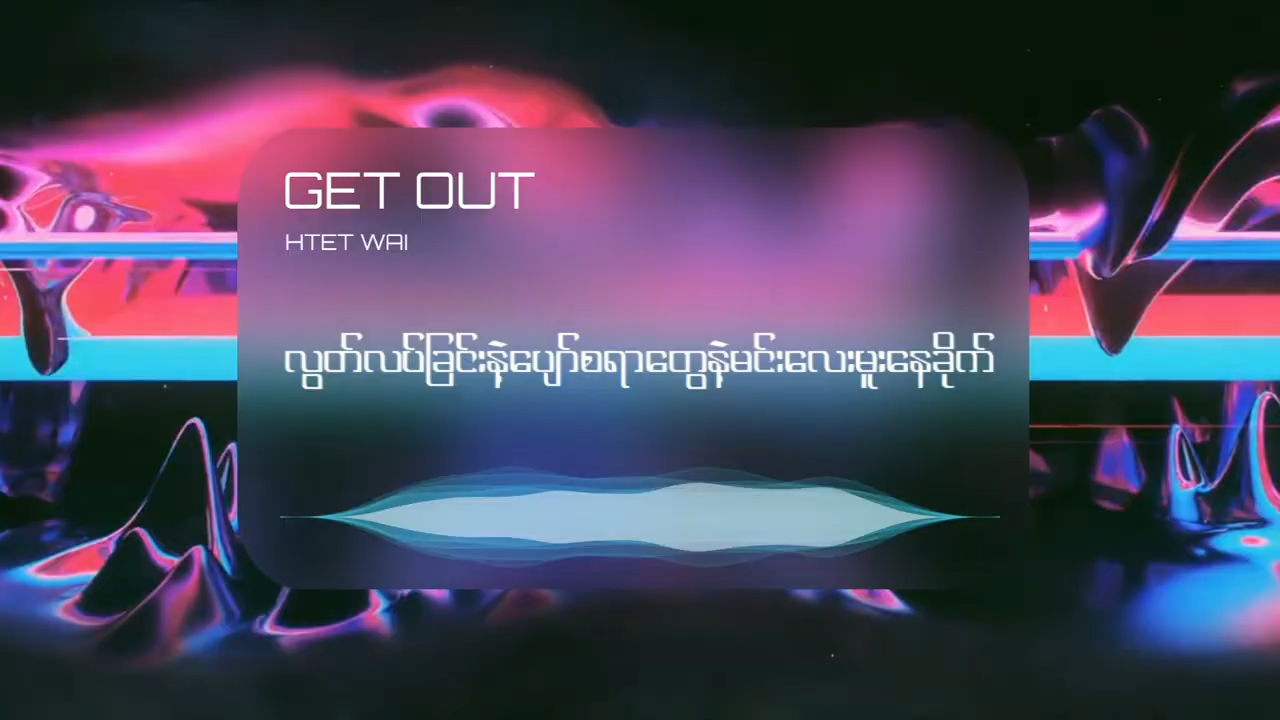 GET OUT
HTET WAI
လွတ်လပ်ခြင်းနဲ့ပျော်စရာတွေနဲ့မင်းလေးမူးနေခိုက်